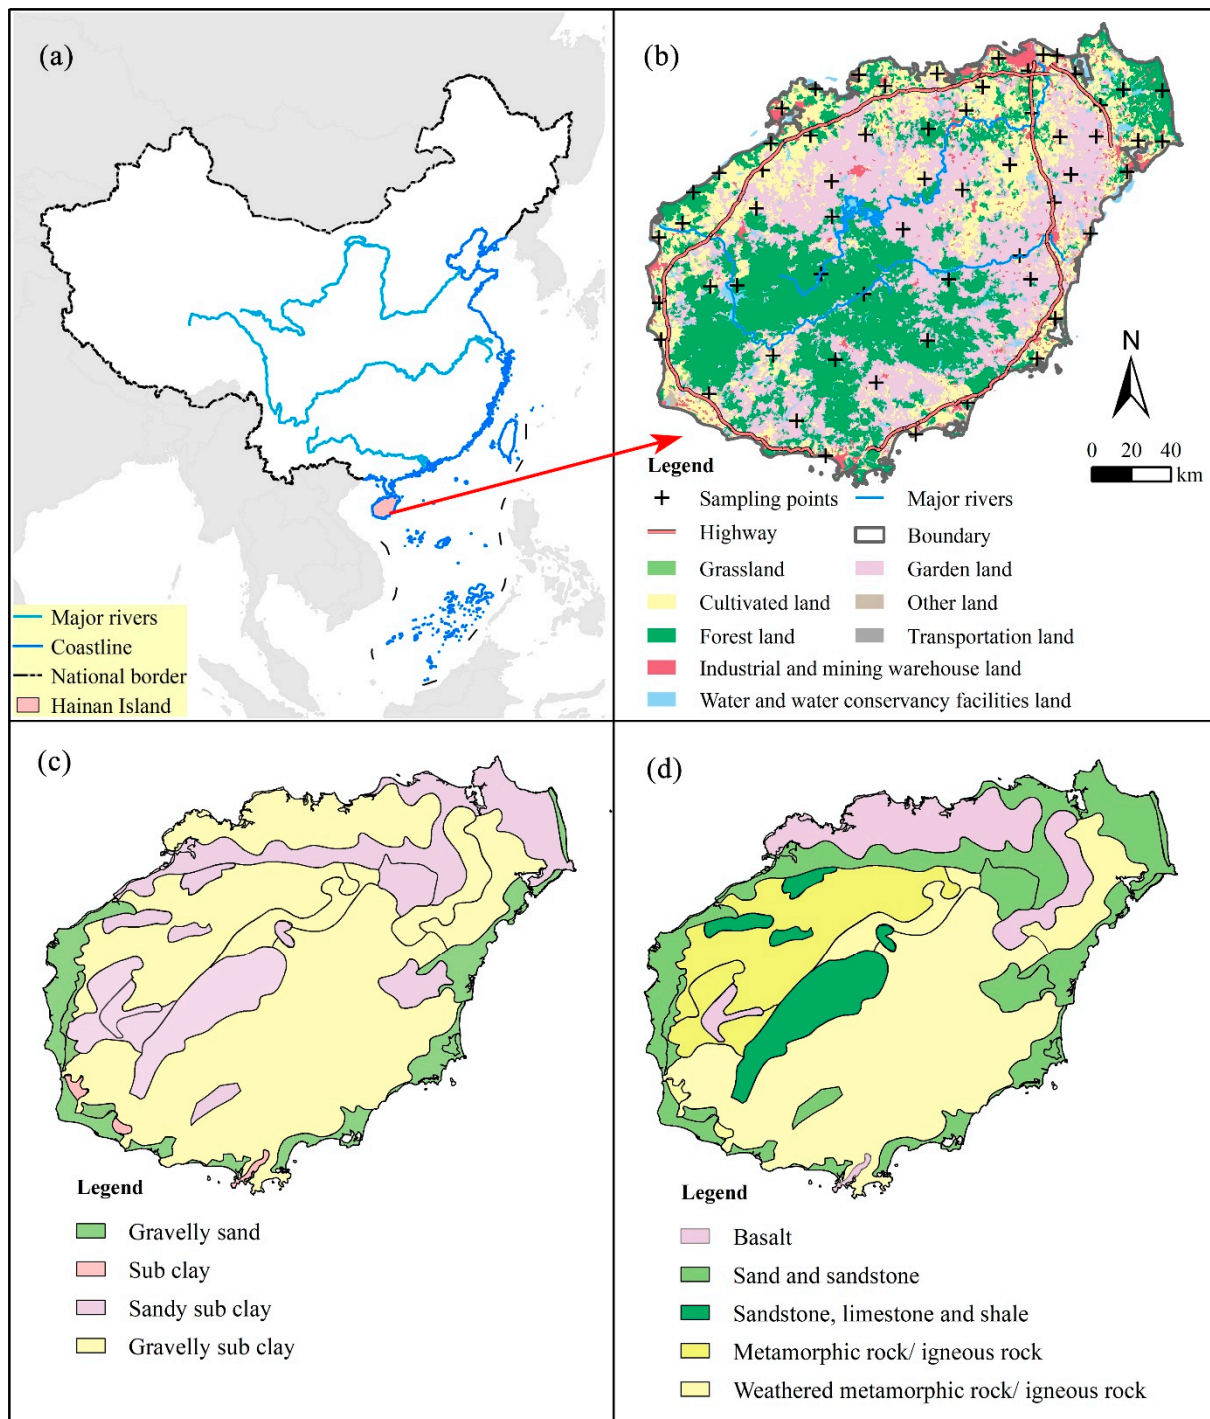 (a)
Major rivers
Coastline
National border
Hainan Island
(b)
N
0 20 40
km
Legend
Sampling points
Major rivers
Highway
Boundary
Grassland
Garden land
Cultivated land
Other land
Forest land
Transportation land
Industrial and mining warehouse land
Water and water conservancy facilities land
(c)
Legend
Gravelly sand
Sub clay
Sandy sub clay
Gravelly sub clay
(d)
Legend
Basalt
Sand and sandstone
Sandstone, limestone and shale
Metamorphic rock/ igneous rock
Weathered metamorphic rock/ igneous rock